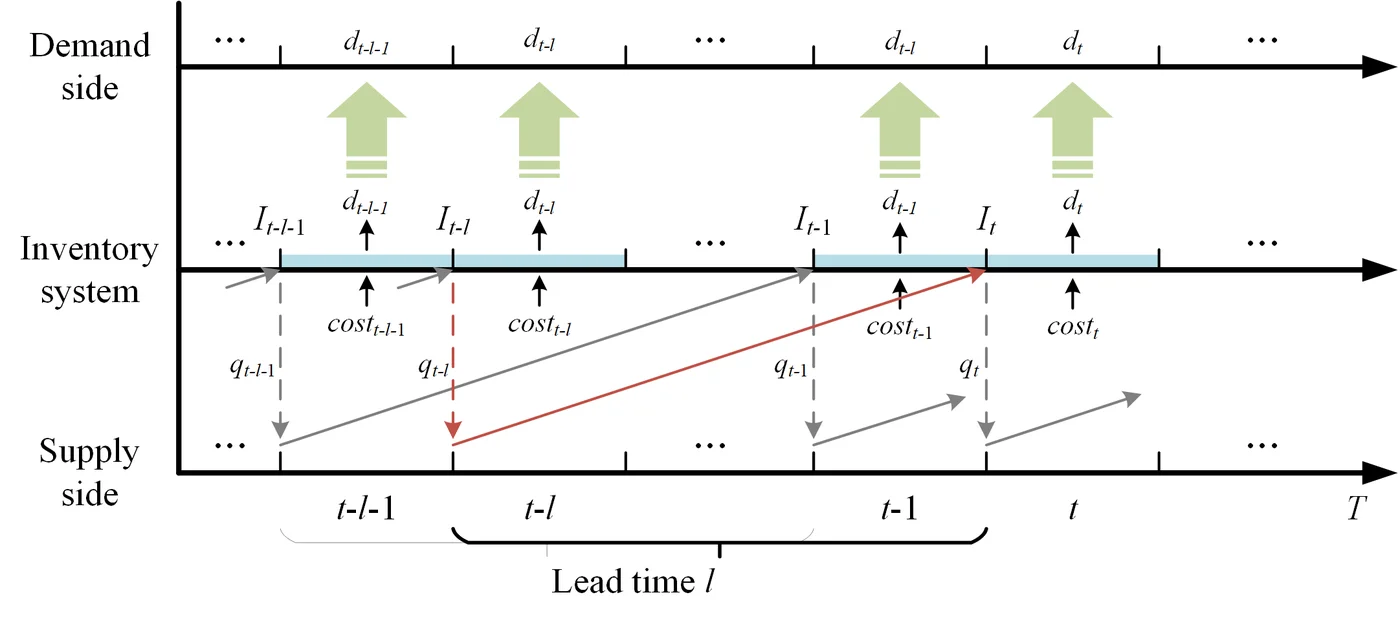 Demand side
... d_{t-l-1} d_{t-l} ... d_{t-l} d_t ...
d_{t-l-1} d_{t-l} d_{t-1} d_t
I_{t-l-1} I_{t-l} I_{t-1} I_t
Inventory system
... ... ...
cost_{t-l-1} cost_{t-l} cost_{t-1} cost_t
q_{t-l-1} q_{t-l} q_{t-1} q_t
Supply side
... ... ...
t-l-1 t-l t-1 t T
Lead time l